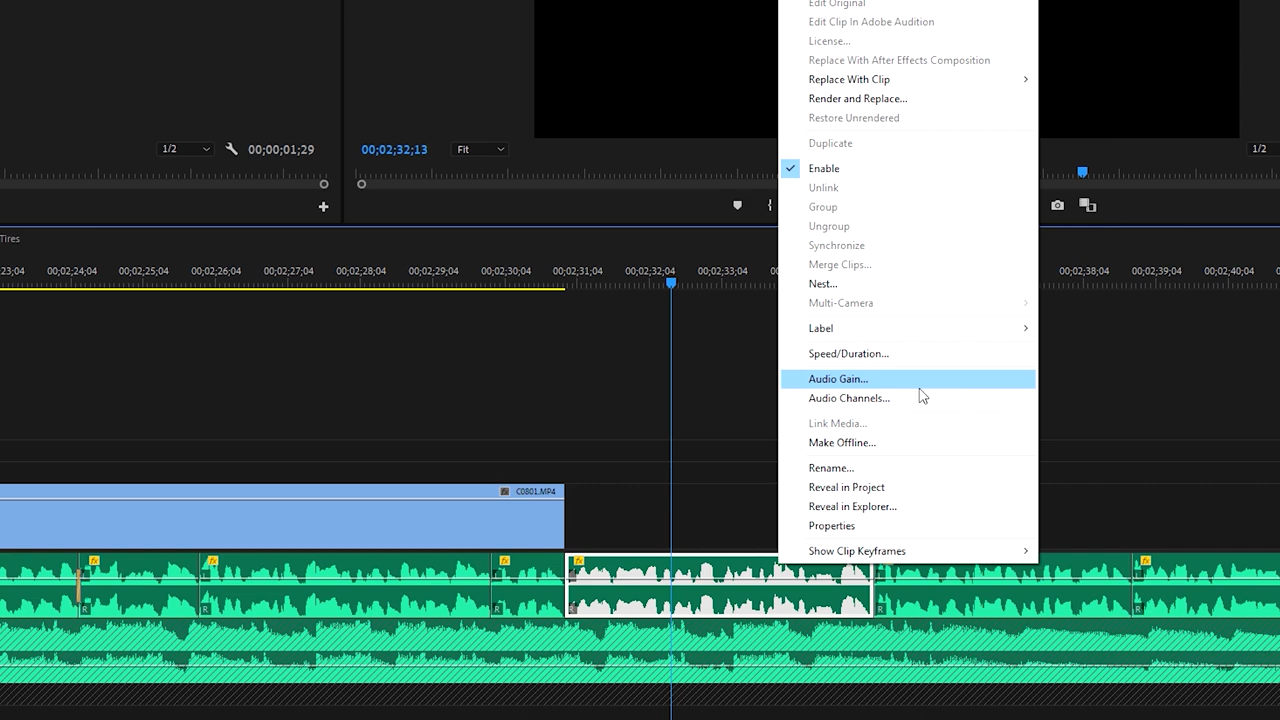 Edit Original
Edit Clip In Adobe Audition
License...
Replace With After Effects Composition
Replace With Clip
Render and Replace...
Restore Unrendered
Duplicate
Enable
Unlink
Group
Ungroup
Synchronize
Merge Clips...
Nest...
Multi-Camera
Label
Speed/Duration...
Audio Gain...
Audio Channels...
Link Media...
Make Offline...
Rename...
Reveal in Project
Reveal in Explorer...
Properties
Show Clip Keyframes
1/2
00;00;01;29
00;02;32;13
Fit
1/2
Tires
;23;04 00;02;24;04 00;02;25;04 00;02;26;04 00;02;27;04 00;02;28;04 00;02;29;04 00;02;30;04 00;02;31;04 00;02;32;04 00;02;33;04 00;02;38;04 00;02;39;04 00;02;40;04
C0801.MP4
fx fx fx fx fx
R R R R R